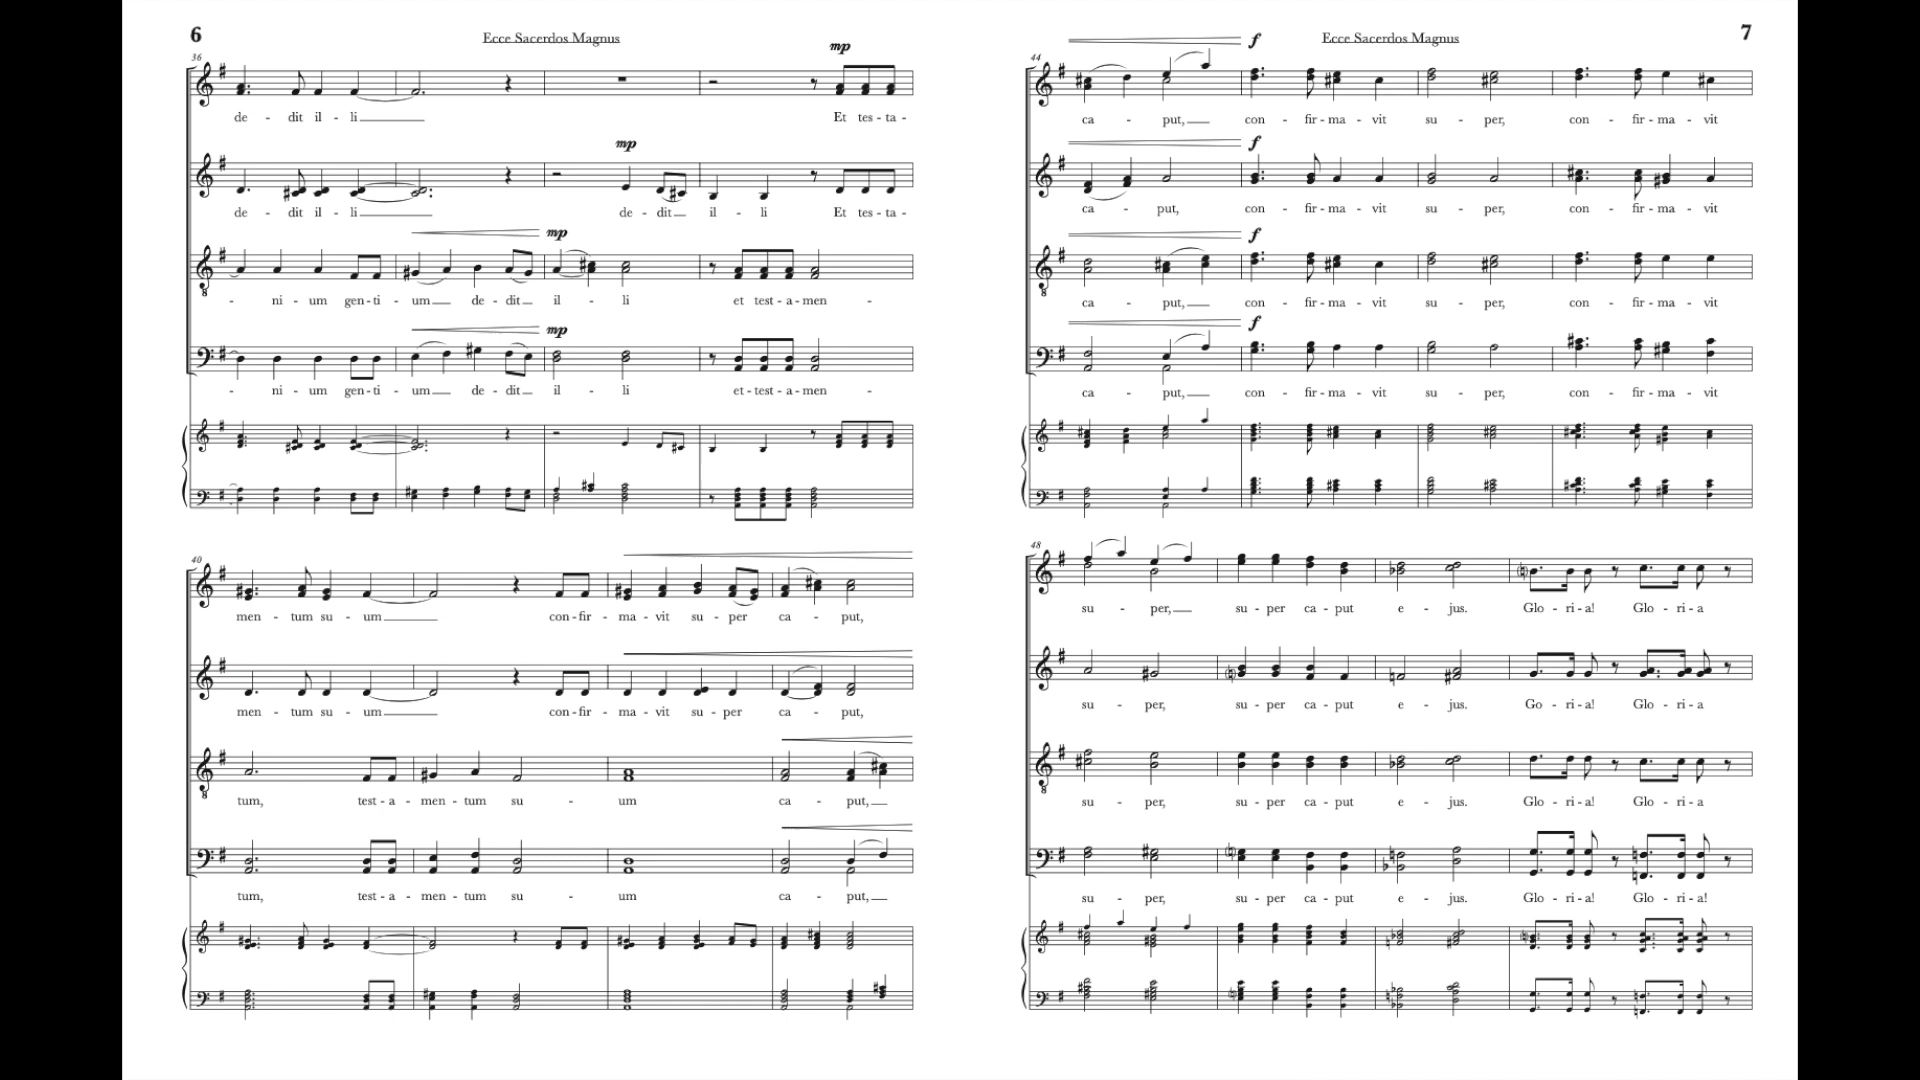 6
Ecce Sacerdos Magnus
36
mp
de - dit il - li
Et tes - ta -
mp
de - dit il - li de - dit il - li Et tes - ta -
mp
- ni - um gen - ti - um de - dit il - li et test - a - men -
mp
- ni - um gen - ti - um de - dit il - li et - test - a - men -
40
men - tum su - um con - fir - ma - vit su - per ca - put,
men - tum su - um con - fir - ma - vit su - per ca - put,
tum, test - a - men - tum su - um ca - put,
tum, test - a - men - tum su - um ca - put,
Ecce Sacerdos Magnus
7
44
f
ca - put, con - fir - ma - vit su - per, con - fir - ma - vit
f
ca - put, con - fir - ma - vit su - per, con - fir - ma - vit
f
ca - put, con - fir - ma - vit su - per, con - fir - ma - vit
f
ca - put, con - fir - ma - vit su - per, con - fir - ma - vit
48
su - per, su - per ca - put e - jus. Glo - ri - a! Glo - ri - a
su - per, su - per ca - put e - jus. Go - ri - a! Glo - ri - a
su - per, su - per ca - put e - jus. Glo - ri - a! Glo - ri - a
su - per, su - per ca - put e - jus. Glo - ri - a! Glo - ri - a!